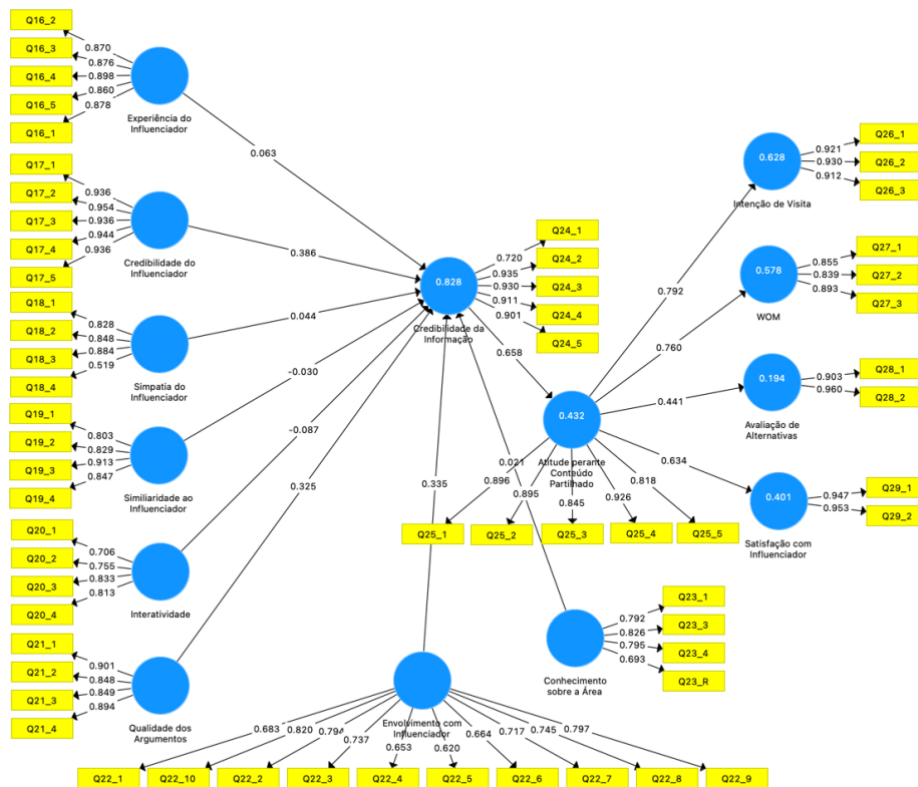 Q16_2
Q16_3
Q16_4
Q16_5
Q16_1
0.870
0.876
0.898
0.860
0.878
Experiência do
Influenciador
0.063
Q17_1
Q17_2
Q17_3
Q17_4
Q17_5
0.936
0.954
0.936
0.944
0.936
Credibilidade do
Influenciador
0.386
Q18_1
Q18_2
Q18_3
Q18_4
0.828
0.848
0.884
0.519
Simpatia do
Influenciador
0.044
Q19_1
Q19_2
Q19_3
Q19_4
0.803
0.829
0.913
0.847
Similiaridade ao
Influenciador
-0.030
Q20_1
Q20_2
Q20_3
Q20_4
0.706
0.755
0.833
0.813
Interatividade
-0.087
Q21_1
Q21_2
Q21_3
Q21_4
0.901
0.848
0.849
0.894
Qualidade dos
Argumentos
0.325
0.828
Credibilidade da
Informação
0.720
0.935
0.930
0.911
0.901
Q24_1
Q24_2
Q24_3
Q24_4
Q24_5
0.658
0.432
Atitude perante
Conteúdo
Partilhado
0.896
0.895
0.845
0.926
0.818
Q25_1
Q25_2
Q25_3
Q25_4
Q25_5
0.021
0.335
0.792
0.628
Intenção de Visita
0.921
0.930
0.912
Q26_1
Q26_2
Q26_3
0.760
0.578
WOM
0.855
0.839
0.893
Q27_1
Q27_2
Q27_3
0.441
0.194
Avaliação de
Alternativas
0.903
0.960
Q28_1
Q28_2
0.634
0.401
Satisfação com
Influenciador
0.947
0.953
Q29_1
Q29_2
Conhecimento
sobre a Área
0.792
0.826
0.795
0.693
Q23_1
Q23_3
Q23_4
Q23_R
Envolvimento com
Influenciador
0.683
0.820
0.794
0.737
0.653
0.620
0.664
0.717
0.745
0.797
Q22_1
Q22_10
Q22_2
Q22_3
Q22_4
Q22_5
Q22_6
Q22_7
Q22_8
Q22_9